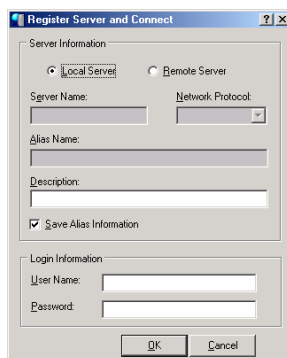 Register Server and Connect
Server Information
Local Server Remote Server
Server Name: Network Protocol:
Alias Name:
Description:
Save Alias Information
Login Information
User Name:
Password:
OK Cancel